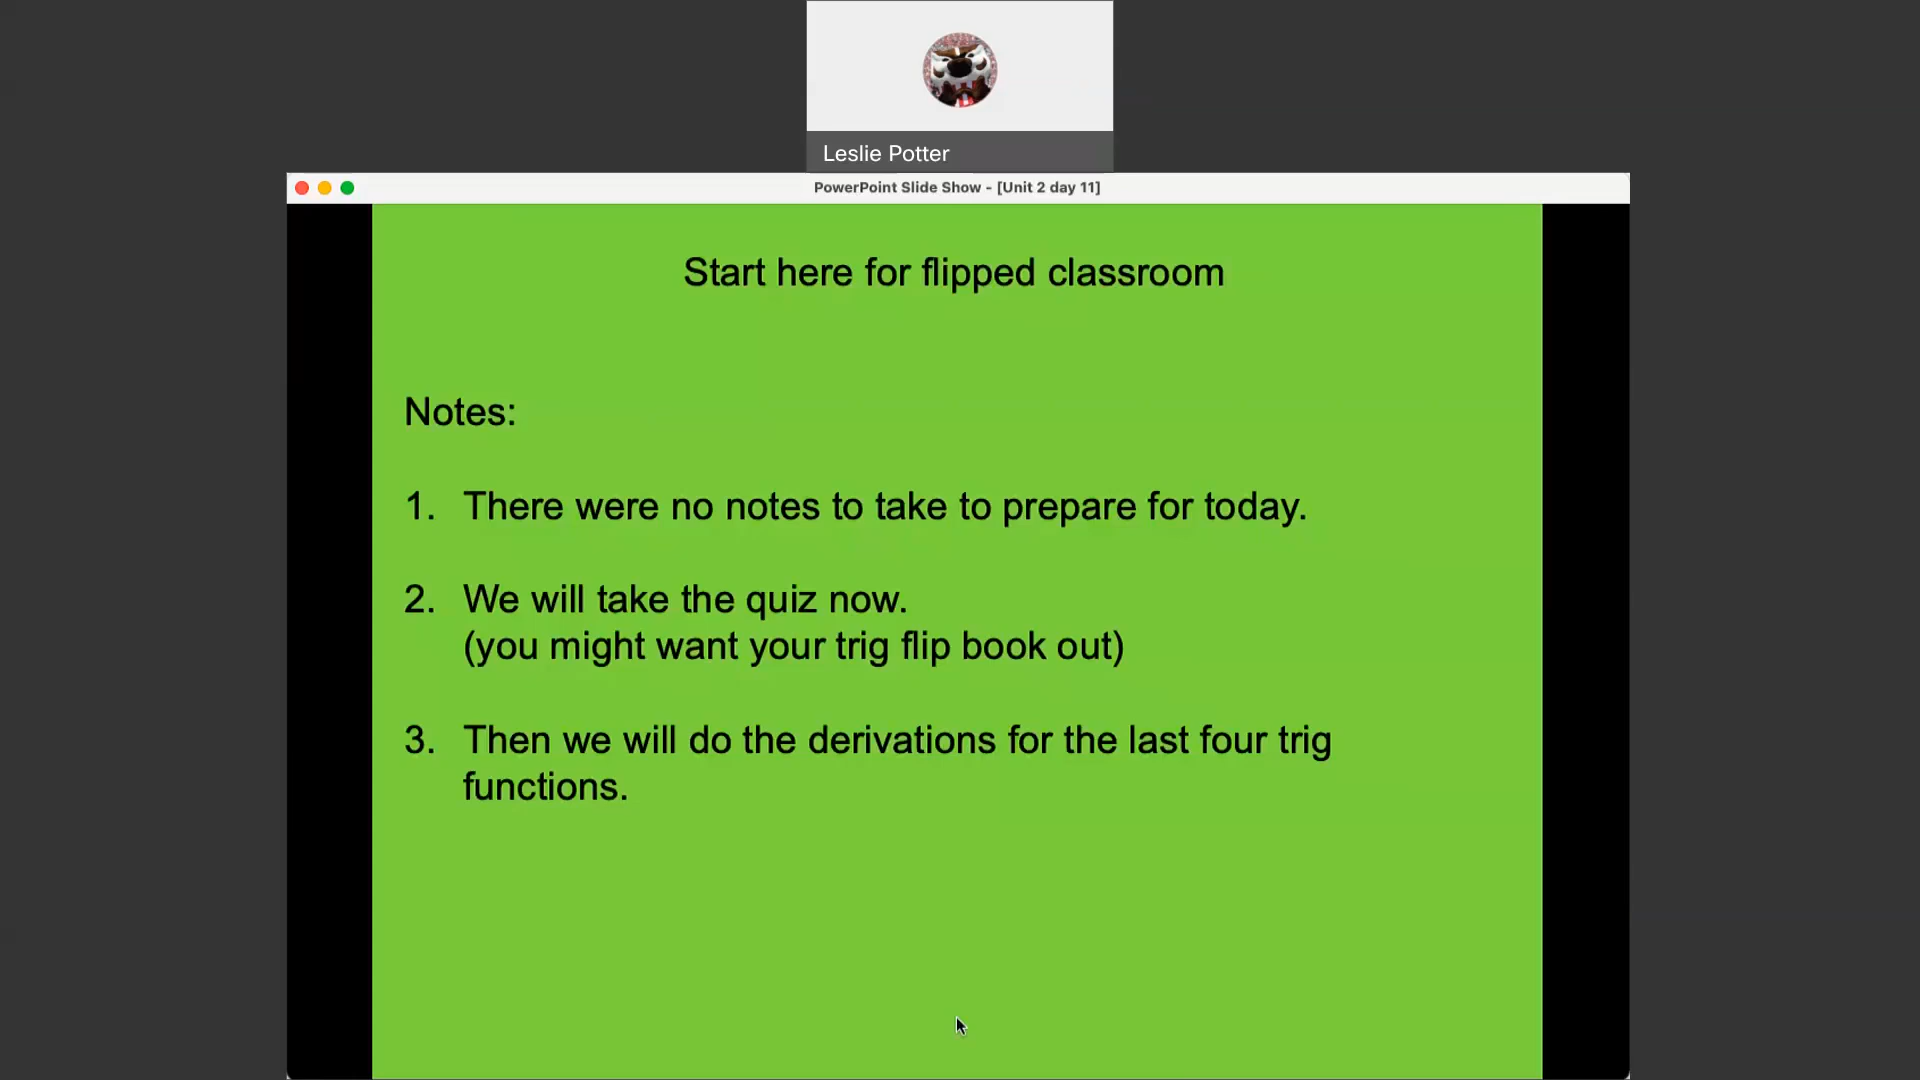 Leslie Potter
PowerPoint Slide Show - [Unit 2 day 11]
Start here for flipped classroom
Notes:
1. There were no notes to take to prepare for today.
2. We will take the quiz now.
(you might want your trig flip book out)
3. Then we will do the derivations for the last four trig
functions.